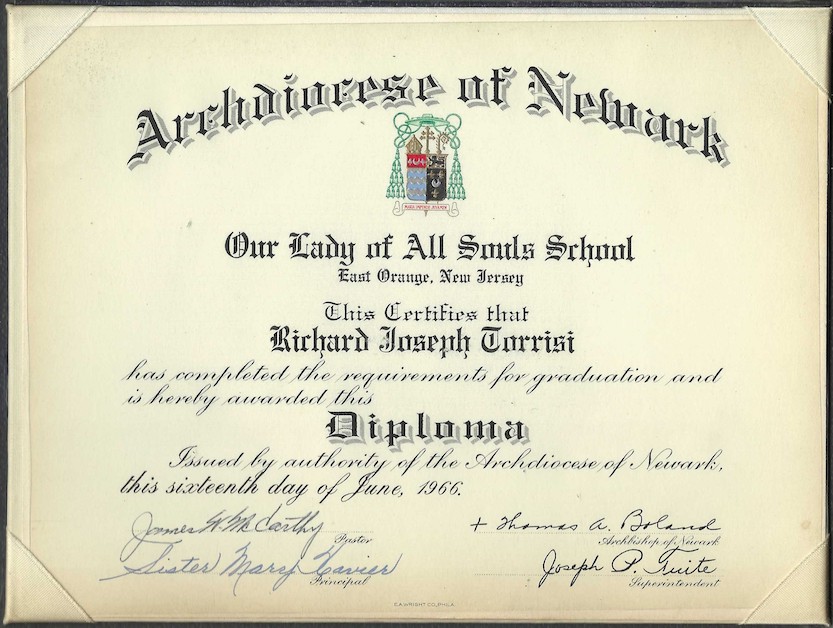 Archdiocese of Newark
Our Lady of All Souls School
East Orange, New Jersey
This Certifies that
Richard Joseph Torrisi
has completed the requirements for graduation and
is hereby awarded this
Diploma
Issued by authority of the Archdiocese of Newark,
this sixteenth day of June, 1966.
James W. McCarthy
Pastor
+ Thomas A. Boland
Archbishop of Newark
Sister Mary Xavier
Principal
Joseph P. Tuite
Superintendent
C.A.WRIGHT CO., PHILA.